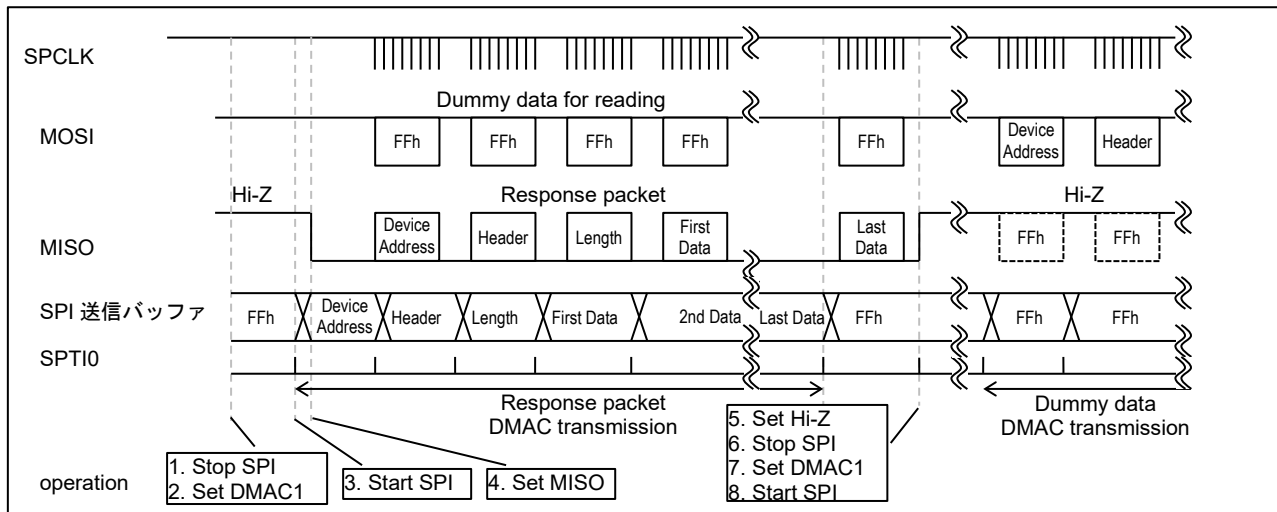 SPCLK
Dummy data for reading
MOSI
FFh
FFh
FFh
FFh
FFh
Device
Address
Header
Hi-Z
Response packet
Hi-Z
MISO
Device
Address
Header
Length
First
Data
Last
Data
FFh
FFh
SPI 送信バッファ
FFh
Device
Address
Header
Length
First Data
2nd Data
Last Data
FFh
FFh
FFh
SPTI0
Response packet
DMAC transmission
Dummy data
DMAC transmission
operation
1. Stop SPI
2. Set DMAC1
3. Start SPI
4. Set MISO
5. Set Hi-Z
6. Stop SPI
7. Set DMAC1
8. Start SPI